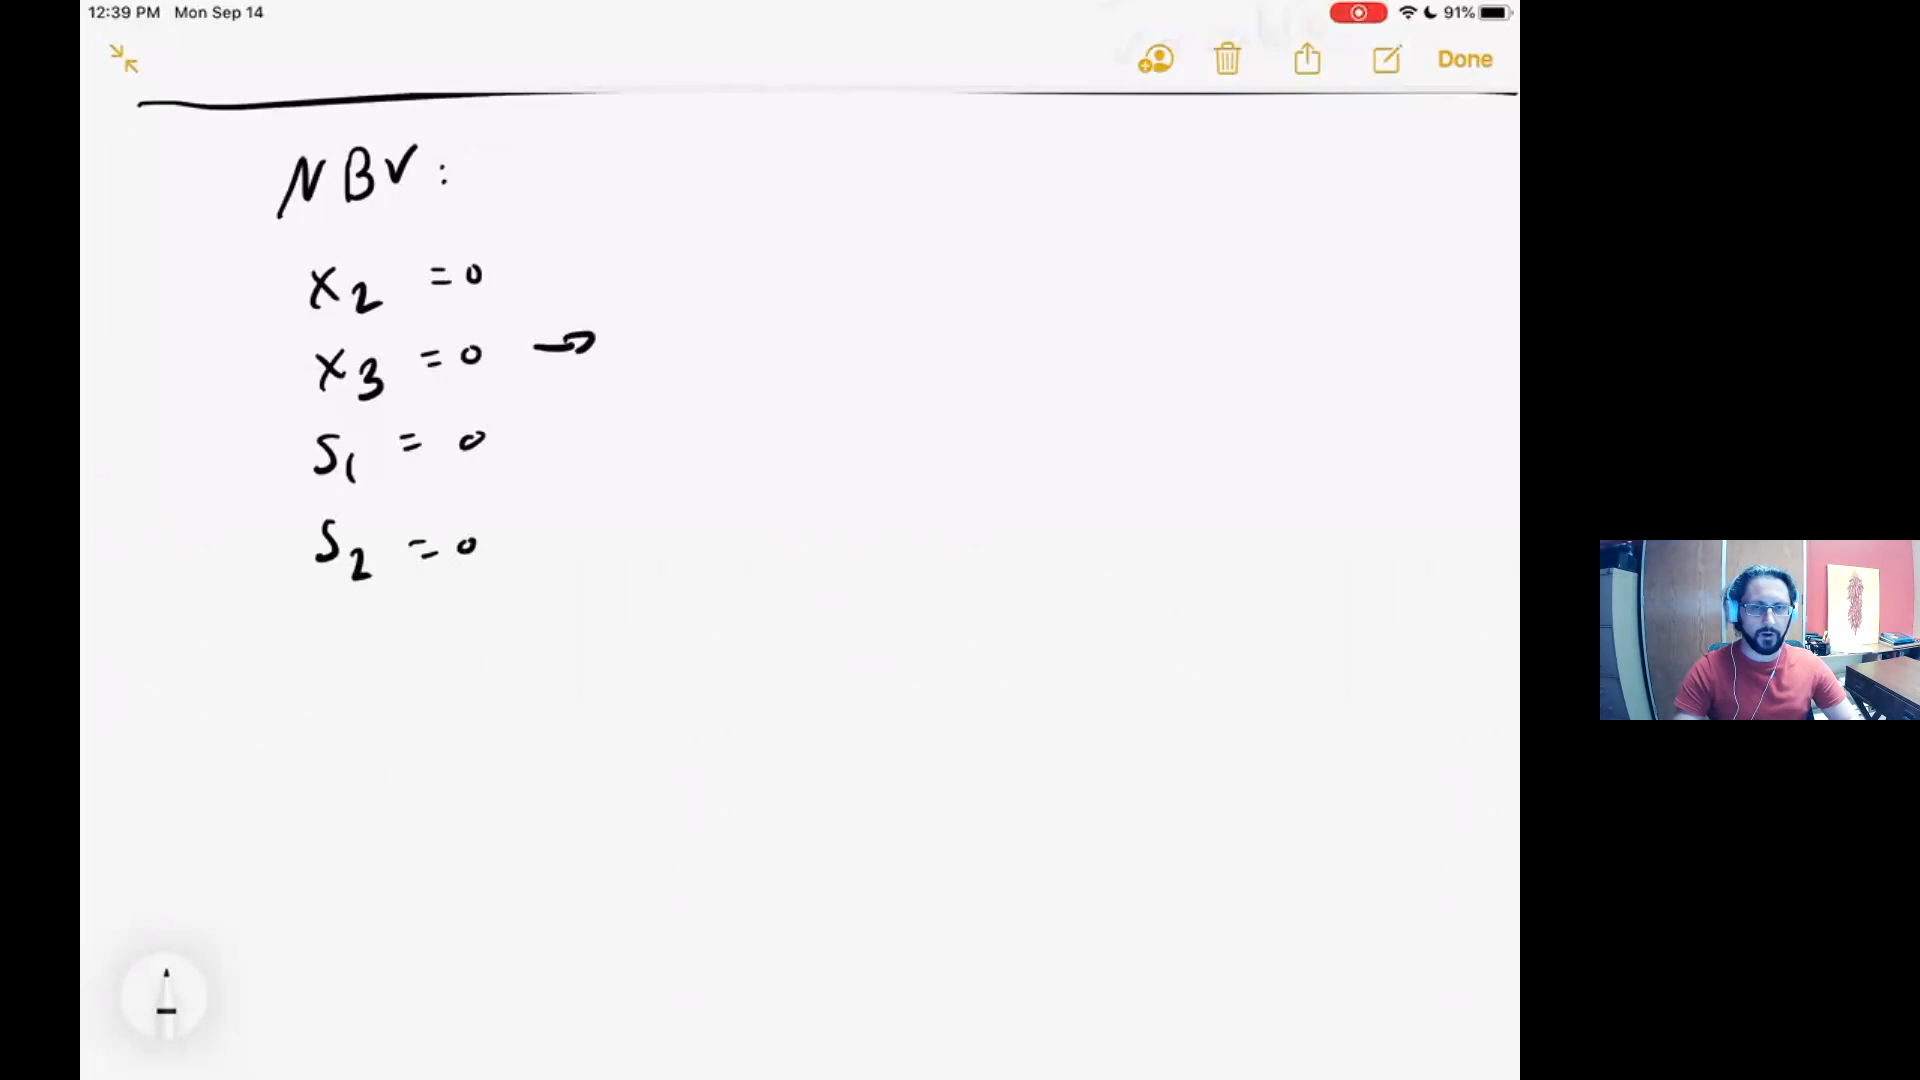 12:39 PM Mon Sep 14 91%
Done
NBV:
x2 = 0
x3 = 0 →
S1 = 0
S2 = 0